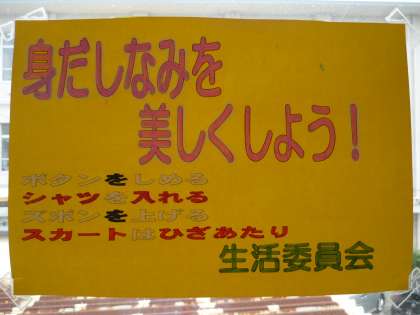 身だしなみを
美しくしよう！
ボタンをしめる
シャツを入れる
ズボンを上げる
スカートはひざあたり
生活委員会